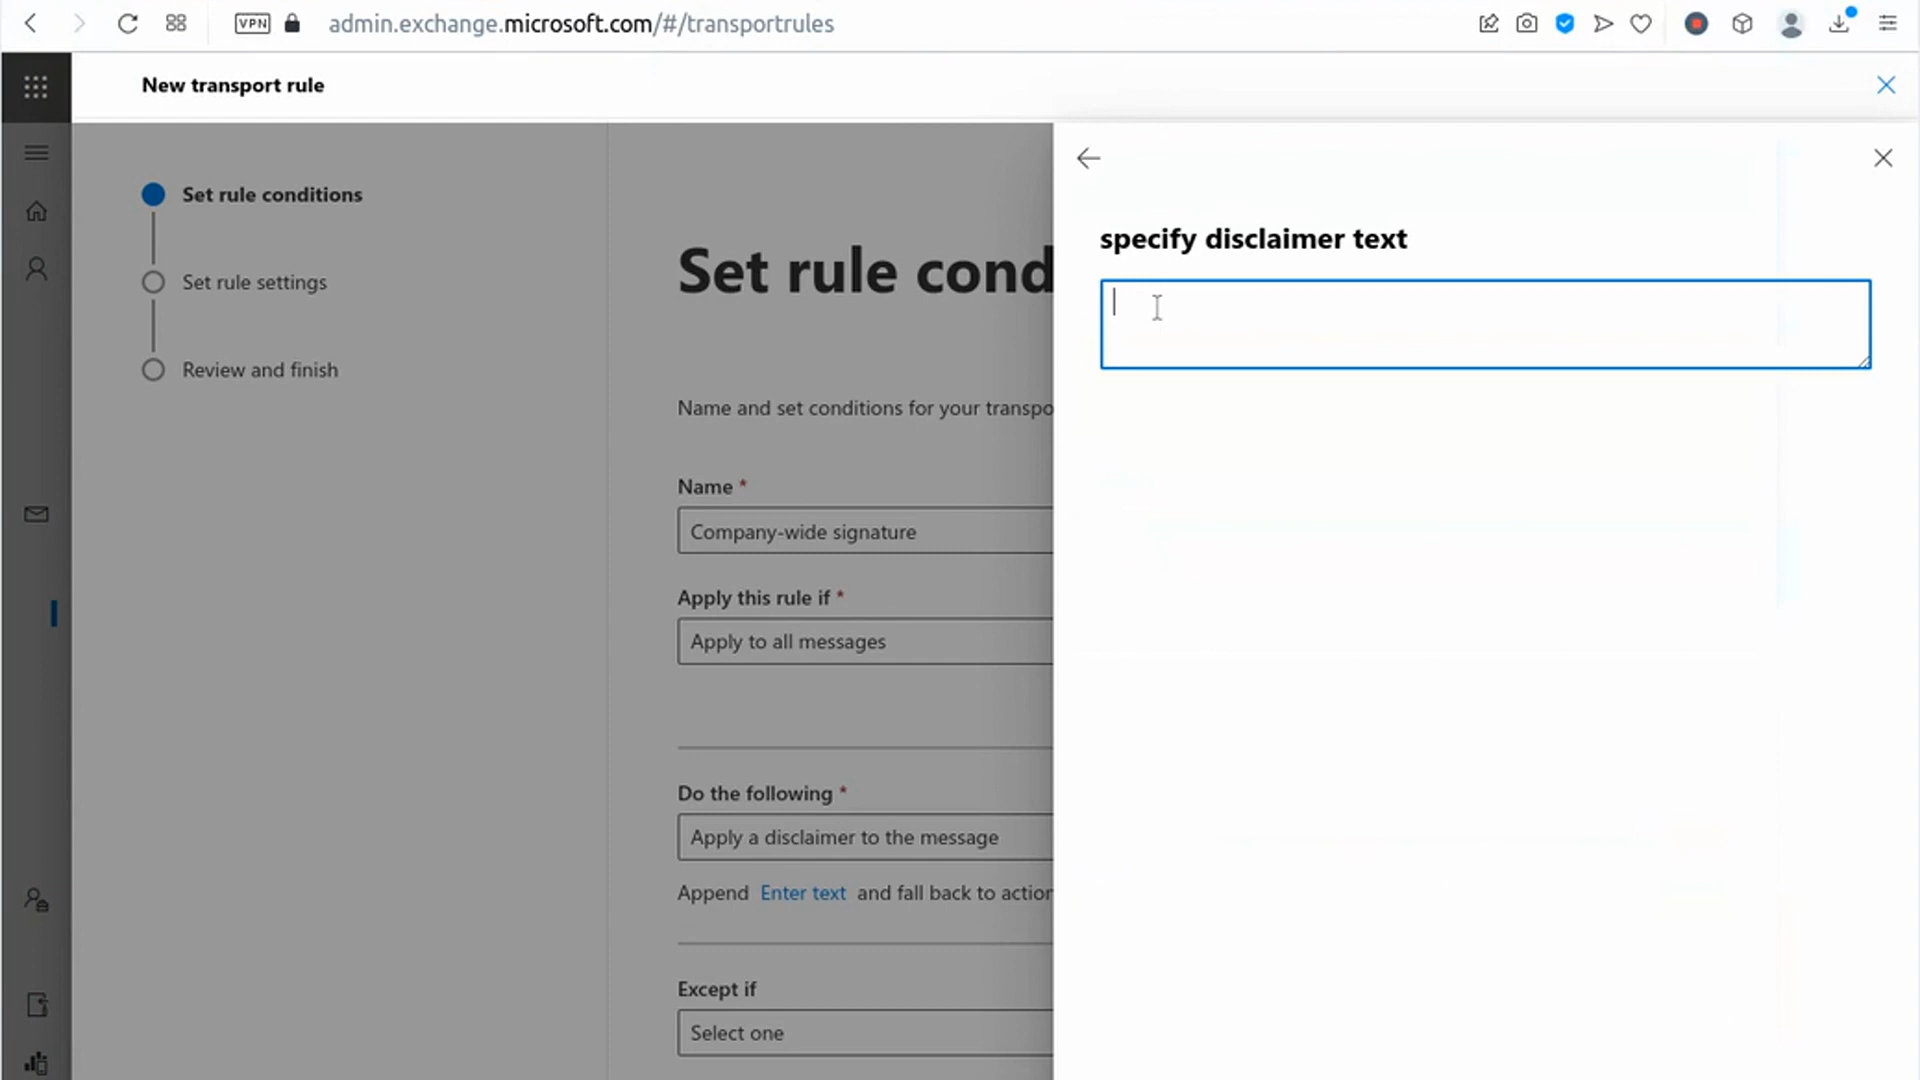 VPN
admin.exchange.microsoft.com/#/transportrules
New transport rule
Set rule conditions
Set rule settings
Review and finish
Set rule cond
Name and set conditions for your transpo
Name *
Company-wide signature
Apply this rule if *
Apply to all messages
Do the following *
Apply a disclaimer to the message
Append Enter text and fall back to action
Except if
Select one
specify disclaimer text